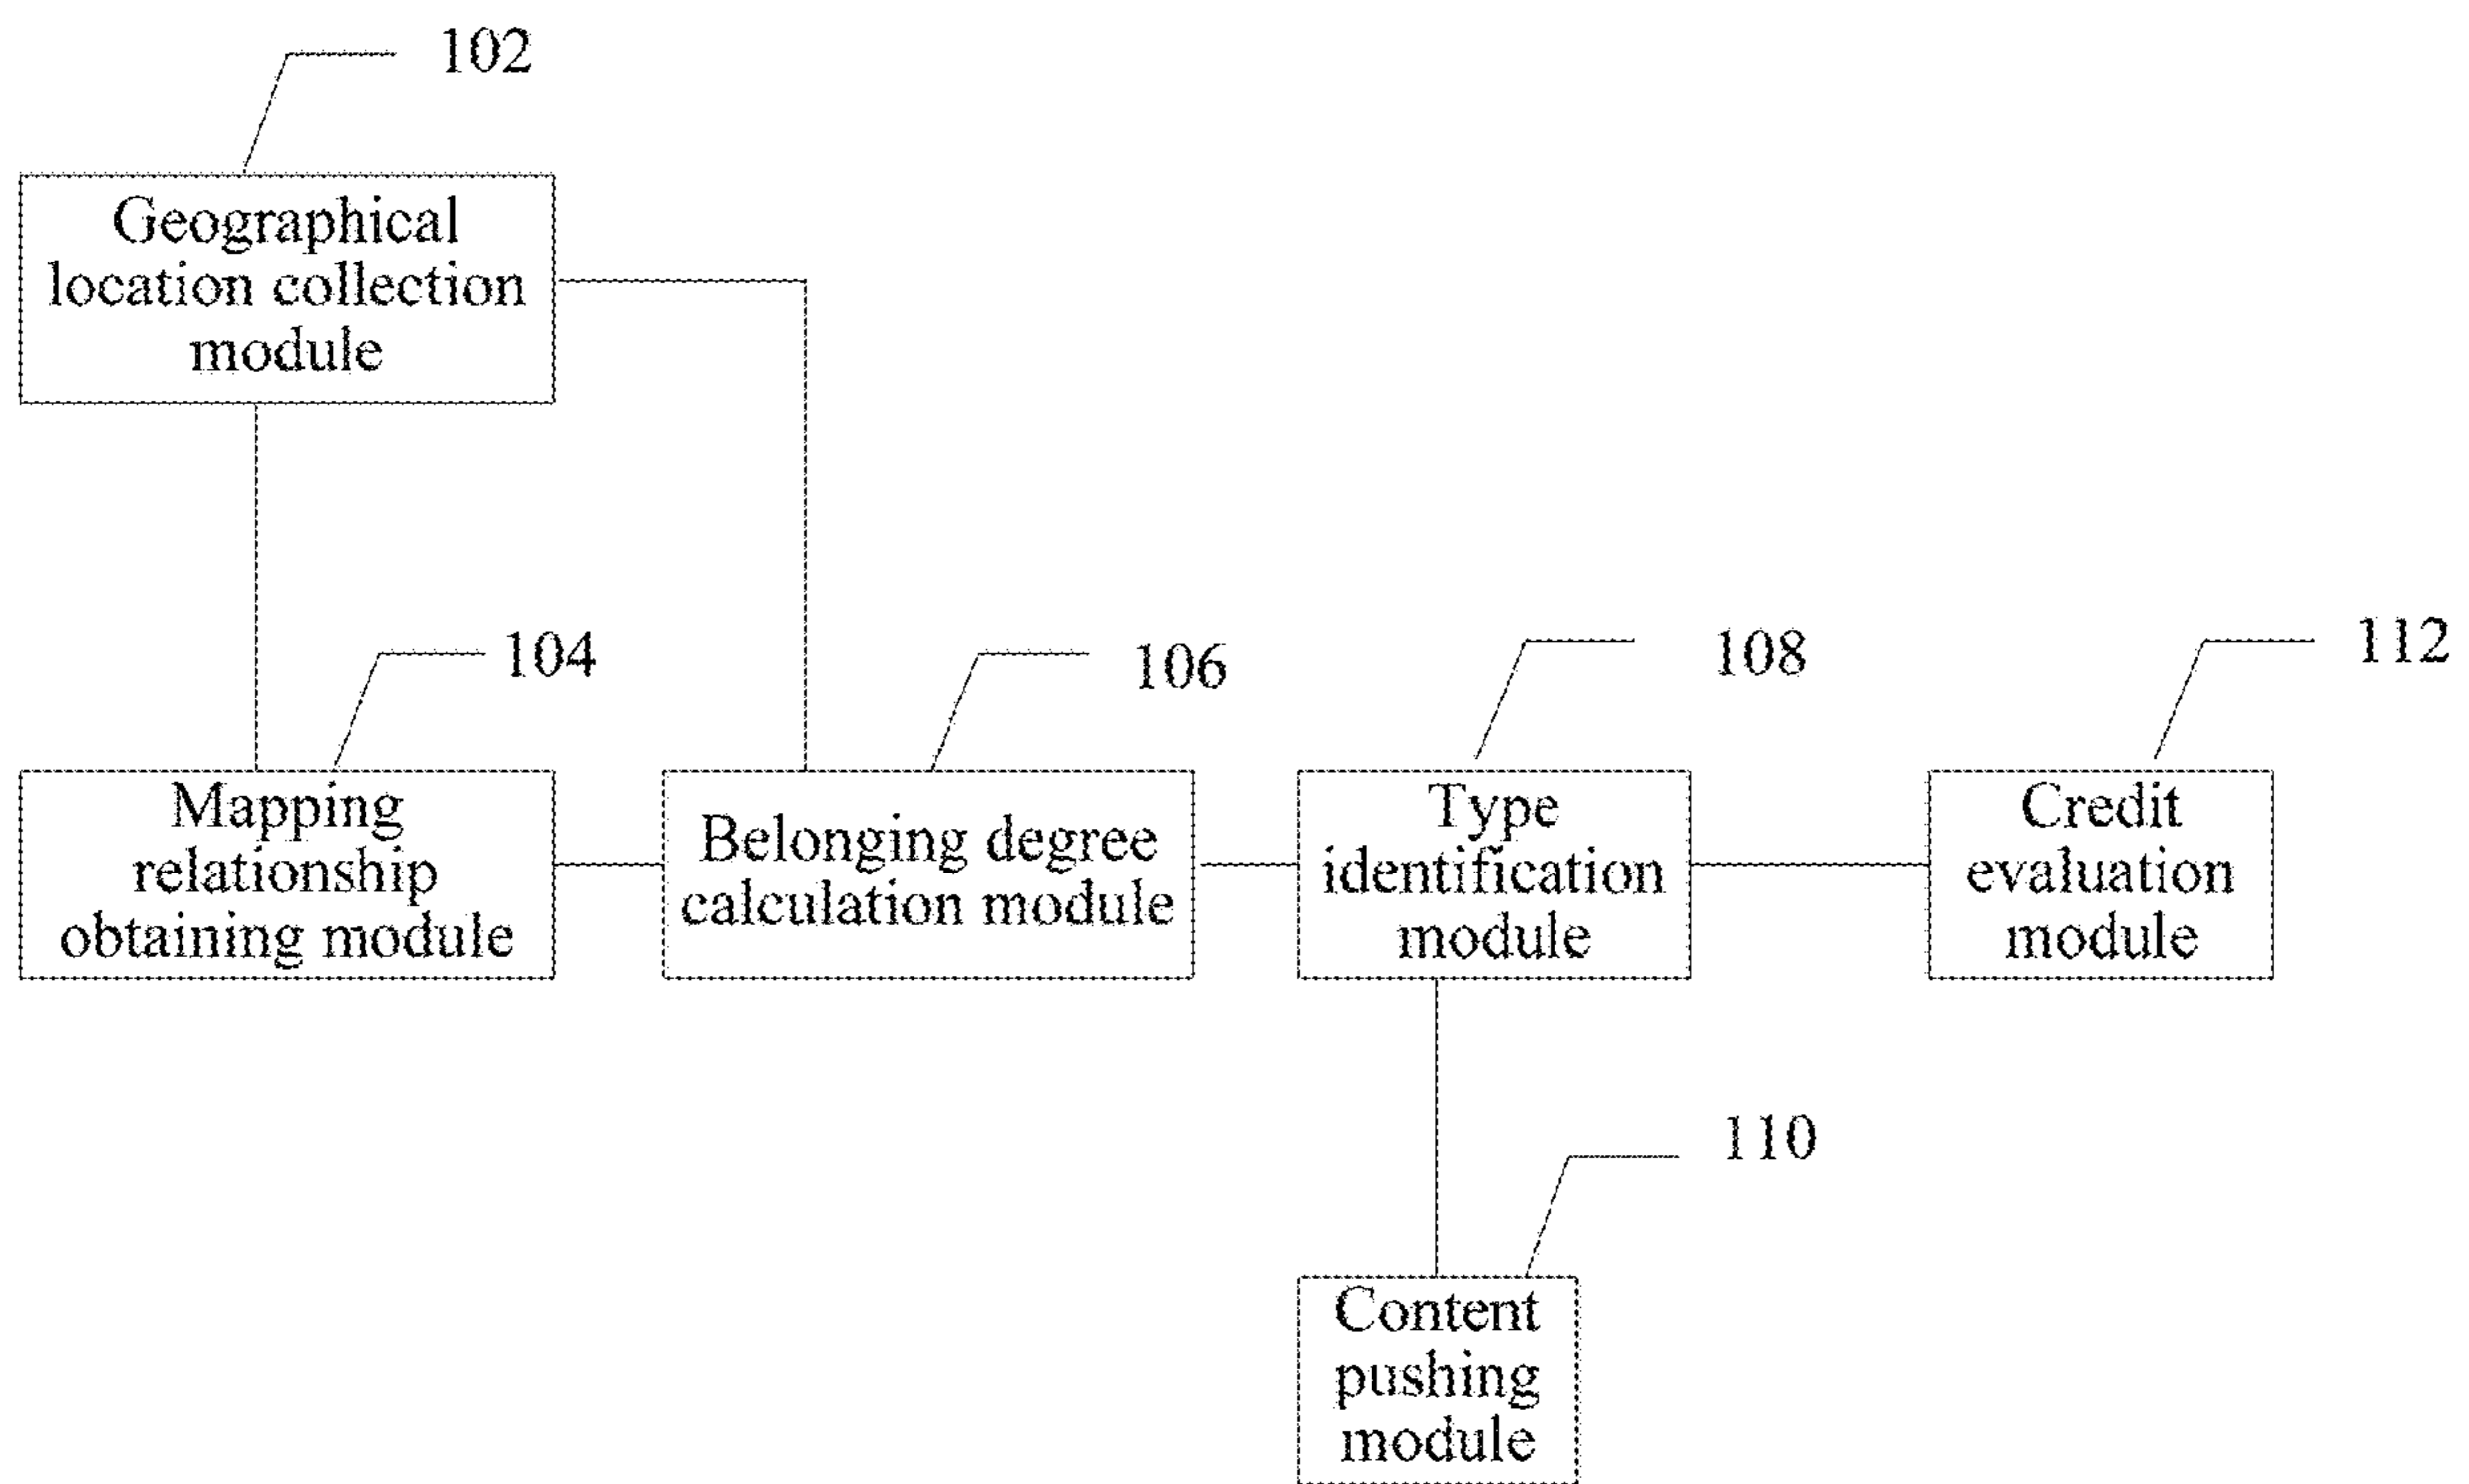 102
Geographical
location collection
module
104
106
108
112
Mapping
relationship
obtaining module
Belonging degree
calculation module
Type
identification
module
Credit
evaluation
module
110
Content
pushing
module